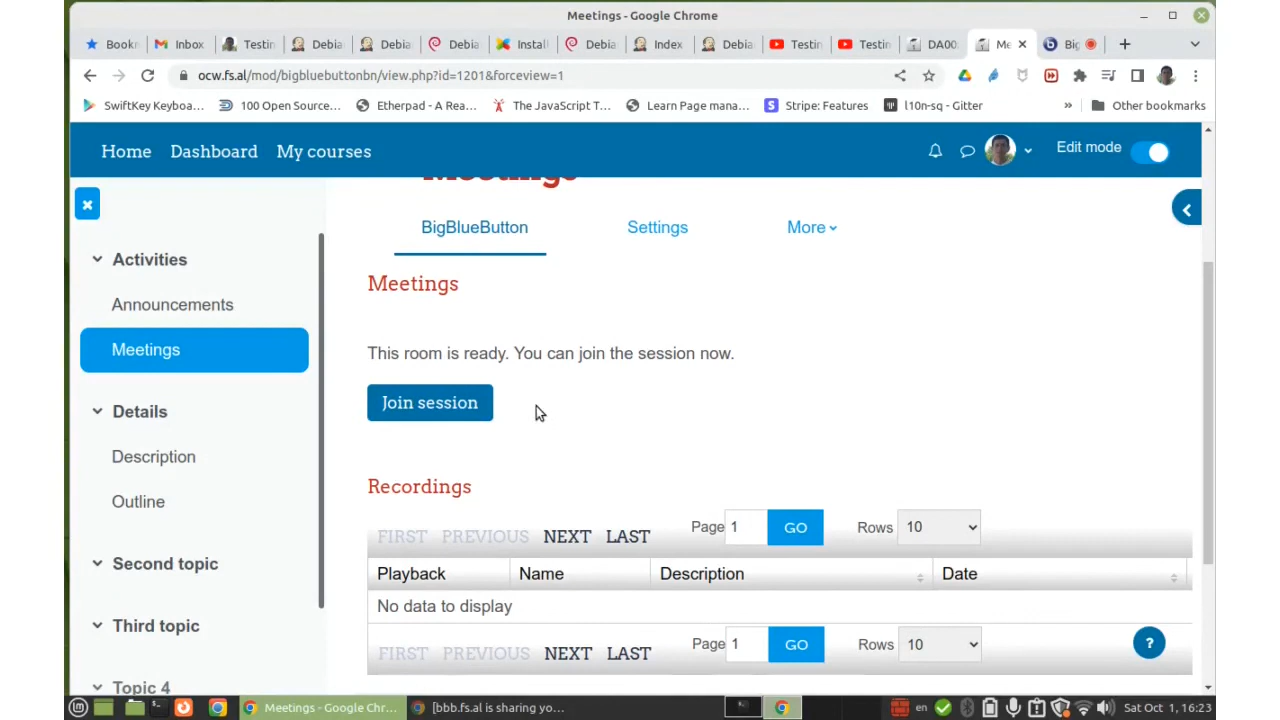 Meetings - Google Chrome
Bookr
Inbox
Testin
Debia
Debia
Debia
Install
Debia
Index
Debia
Testin
Testin
DA00
Me
Big
ocw.fs.al/mod/bigbluebuttonbn/view.php?id=1201&forceview=1
SwiftKey Keyboa...
100 Open Source...
Etherpad - A Rea...
The JavaScript T...
Learn Page mana...
Stripe: Features
l10n-sq - Gitter
»
Other bookmarks
Home
Dashboard
My courses
Edit mode
Meetings
BigBlueButton
Settings
More
Activities
Announcements
Meetings
Details
Description
Outline
Second topic
Third topic
Topic 4
Meetings
This room is ready. You can join the session now.
Join session
Recordings
FIRST PREVIOUS NEXT LAST Page 1 GO Rows 10
Playback Name Description Date
No data to display
FIRST PREVIOUS NEXT LAST Page 1 GO Rows 10
?
Meetings - Google Chr...
[bbb.fs.al is sharing yo...
en
Sat Oct 1, 16:23